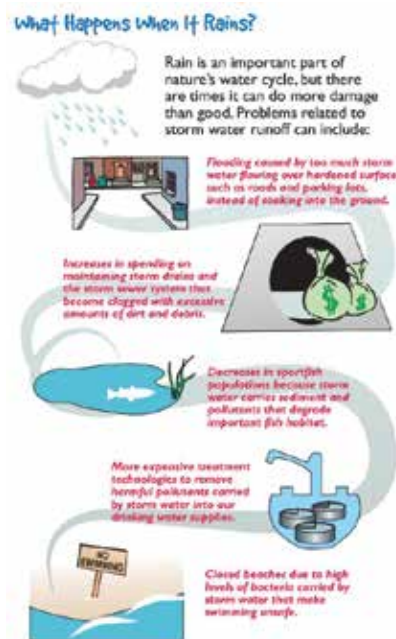 What Happens When It Rains?
Rain is an important part of
nature's water cycle, but there
are times it can do more damage
than good. Problems related to
storm water runoff can include:
Flooding caused by too much storm
water flowing over hardened surfaces
such as roads and parking lots,
instead of soaking into the ground.
Increases in spending on
maintaining storm drains and
the storm sewer system that
become clogged with excessive
amounts of dirt and debris.
$
$
Decreases in sportfish
populations because storm
water carries sediment and
pollutants that degrade
important fish habitat.
More expensive treatment
technologies to remove
harmful pollutants carried
by storm water into our
drinking water supplies.
NO
SWIMMING
Closed beaches due to high
levels of bacteria carried by
storm water that make
swimming unsafe.